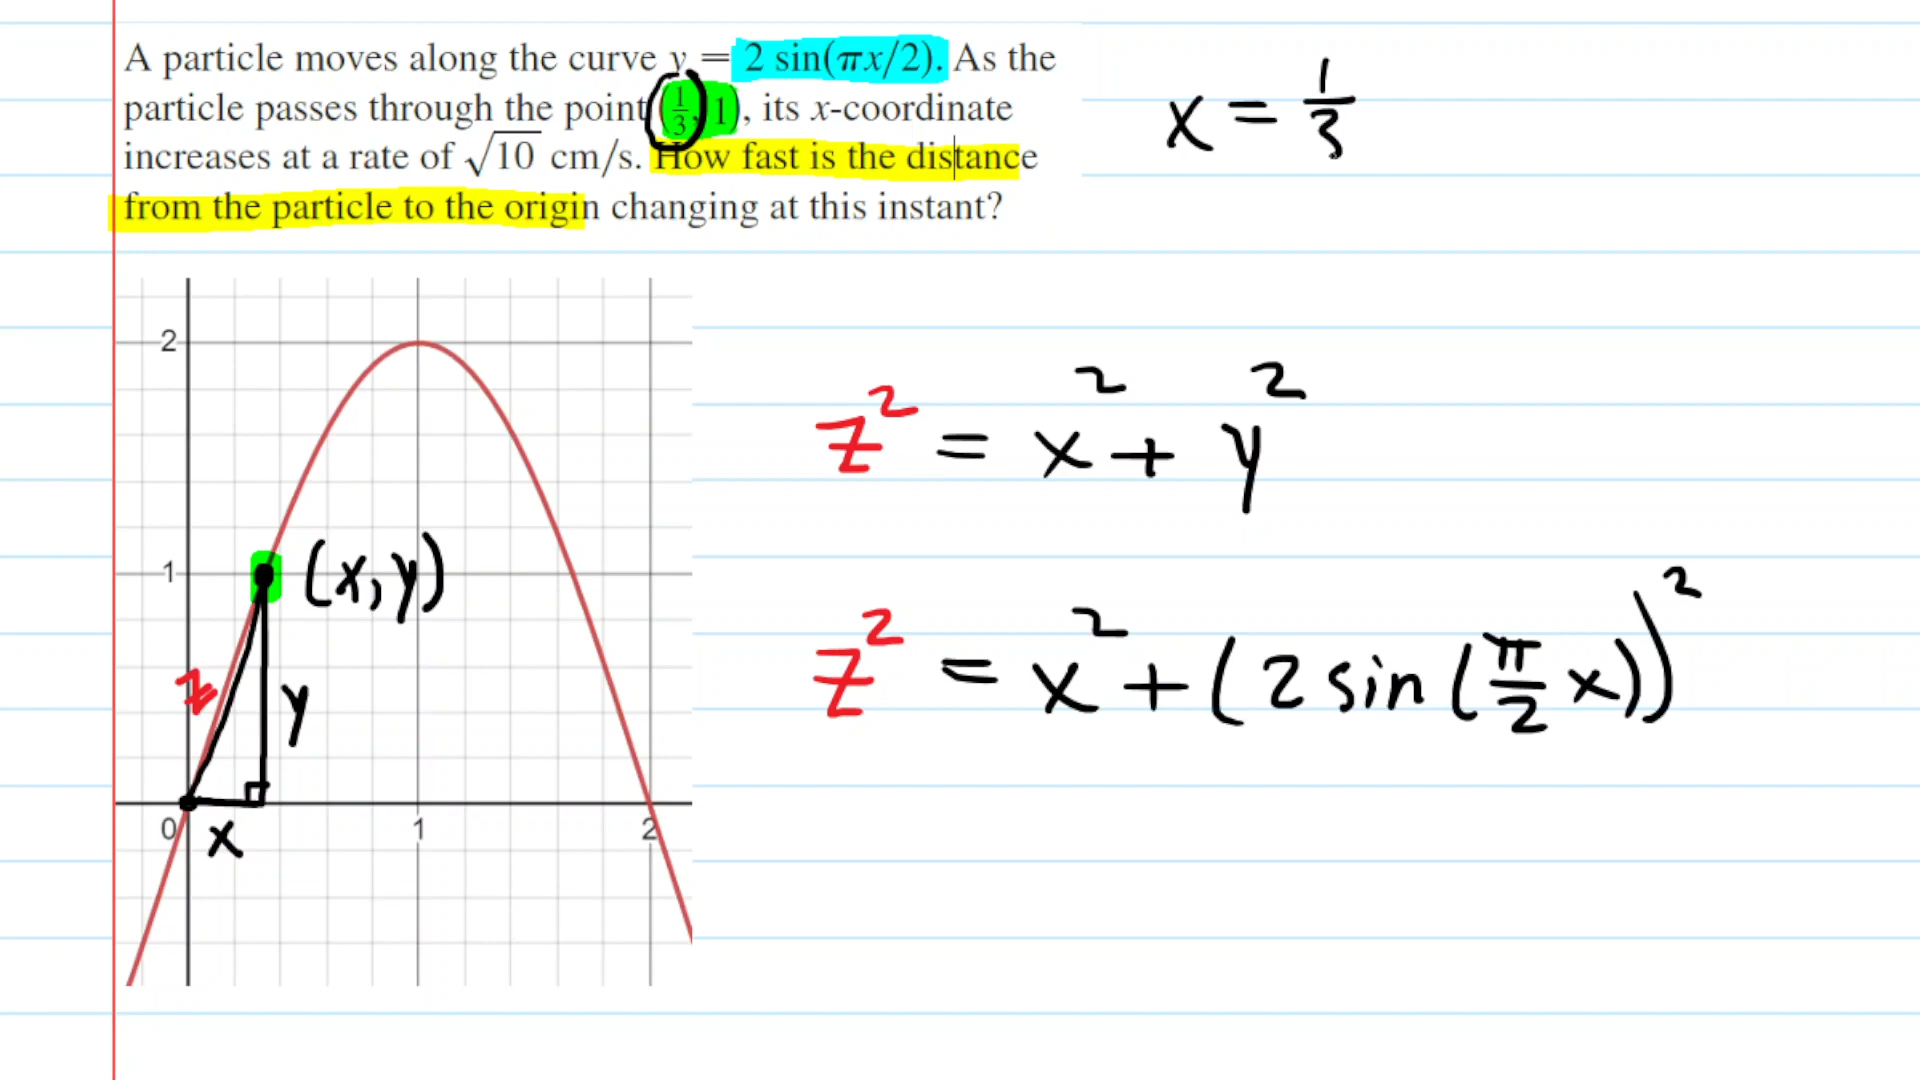 A particle moves along the curve y = 2 sin(πx/2). As the
particle passes through the point (1/3, 1), its x-coordinate
increases at a rate of √10 cm/s. How fast is the distance
from the particle to the origin changing at this instant?
x = 1/3
z² = x² + y²
z² = x² + (2 sin(π/2 x))²
2
1
(x,y)
z
y
0
x
1
2